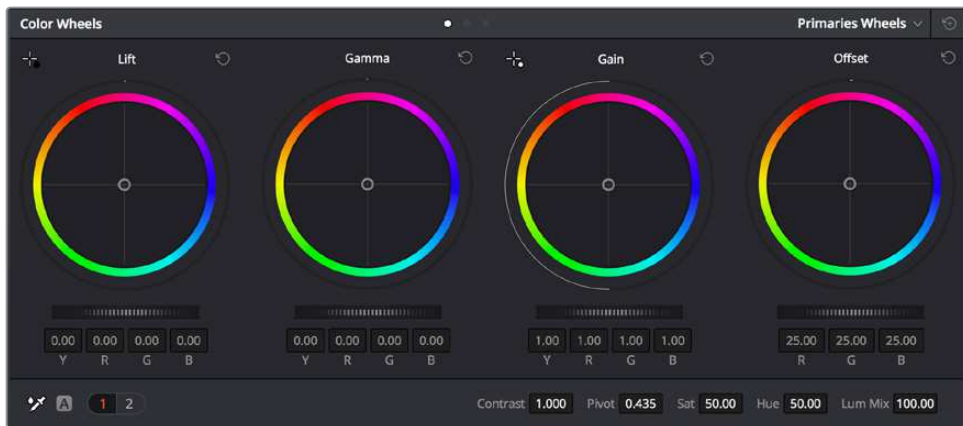 Color Wheels Primaries Wheels
Lift Gamma Gain Offset
0.00 0.00 0.00 0.00 0.00 0.00 0.00 0.00 1.00 1.00 1.00 1.00 25.00 25.00 25.00
Y R G B Y R G B Y R G B R G B
A 1 2 Contrast 1.000 Pivot 0.435 Sat 50.00 Hue 50.00 Lum Mix 100.00